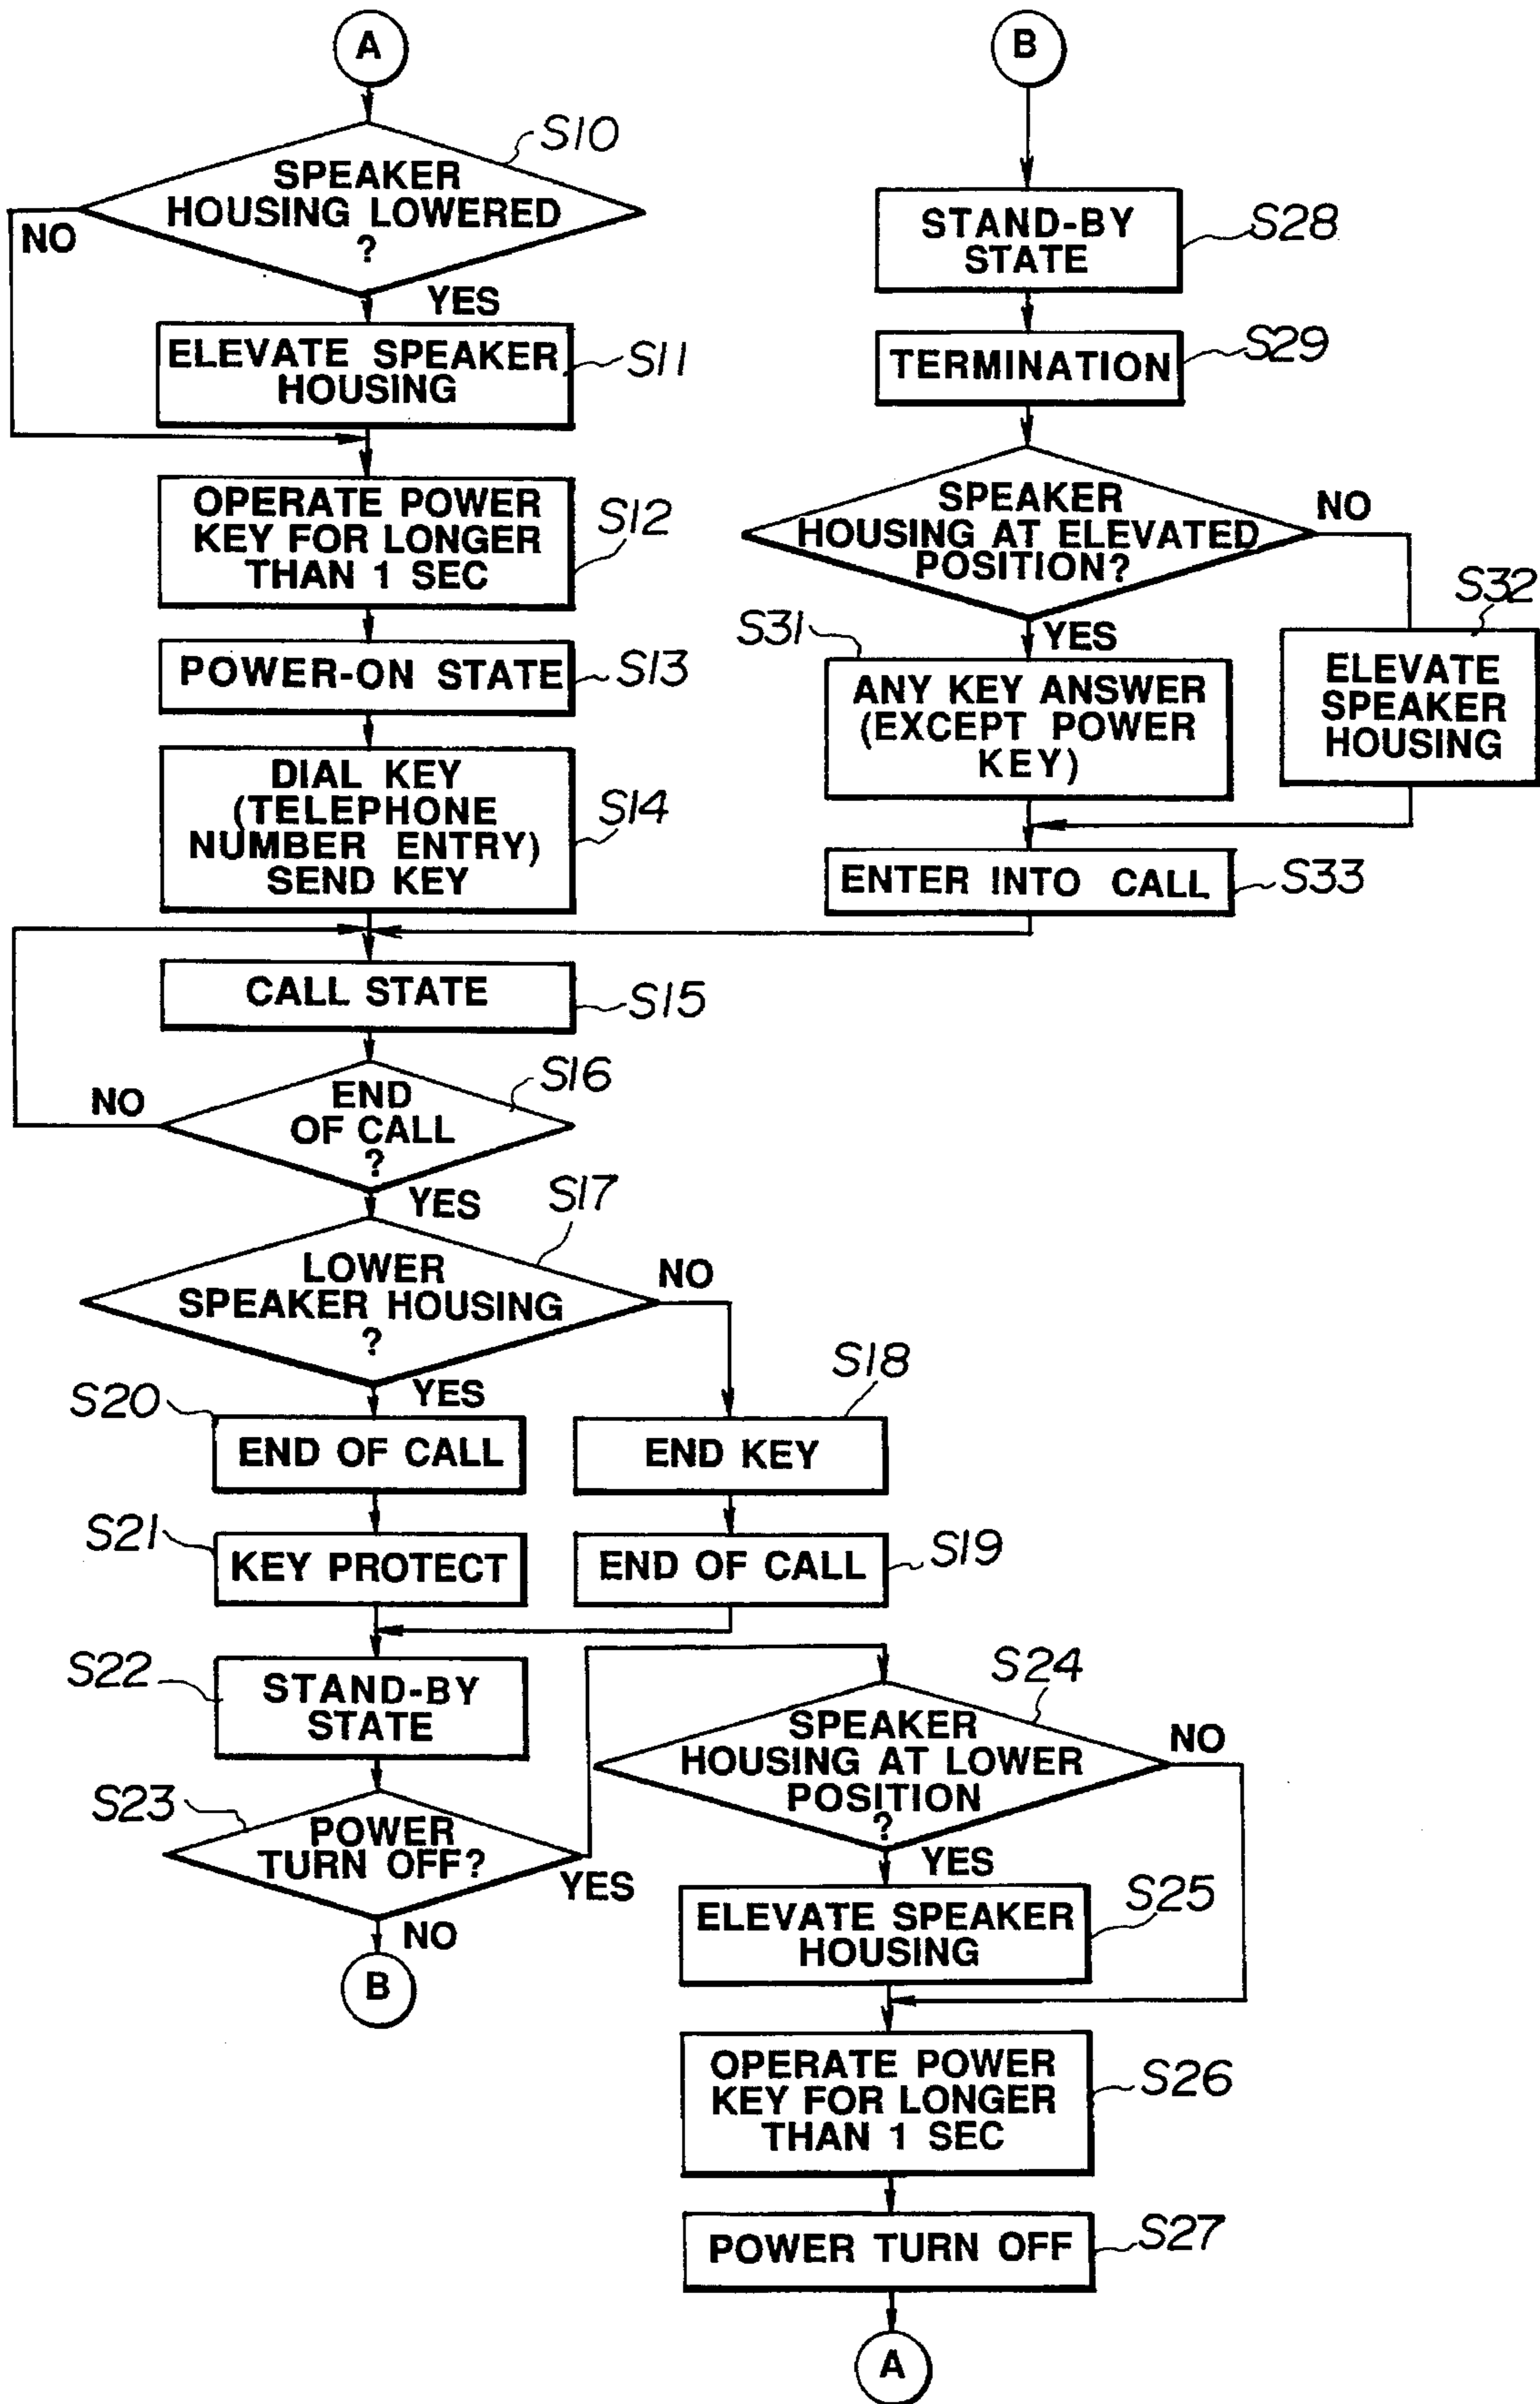 A
S10
SPEAKER
HOUSING LOWERED
?
NO
YES
ELEVATE SPEAKER
HOUSING
S11
OPERATE POWER
KEY FOR LONGER
THAN 1 SEC
S12
POWER-ON STATE
S13
DIAL KEY
(TELEPHONE
NUMBER ENTRY)
SEND KEY
S14
CALL STATE
S15
S16
END
OF CALL
?
NO
YES
S17
LOWER
SPEAKER HOUSING
?
NO
YES
S20
END OF CALL
S18
END KEY
S21
KEY PROTECT
END OF CALL
S19
S22
STAND-BY
STATE
S23
POWER
TURN OFF?
YES
NO
B
S24
SPEAKER
HOUSING AT LOWER
POSITION
?
NO
YES
ELEVATE SPEAKER
HOUSING
S25
OPERATE POWER
KEY FOR LONGER
THAN 1 SEC
S26
POWER TURN OFF
S27
A
B
STAND-BY
STATE
S28
TERMINATION
S29
SPEAKER
HOUSING AT ELEVATED
POSITION?
NO
YES
S31
ANY KEY ANSWER
(EXCEPT POWER
KEY)
S32
ELEVATE
SPEAKER
HOUSING
ENTER INTO CALL
S33